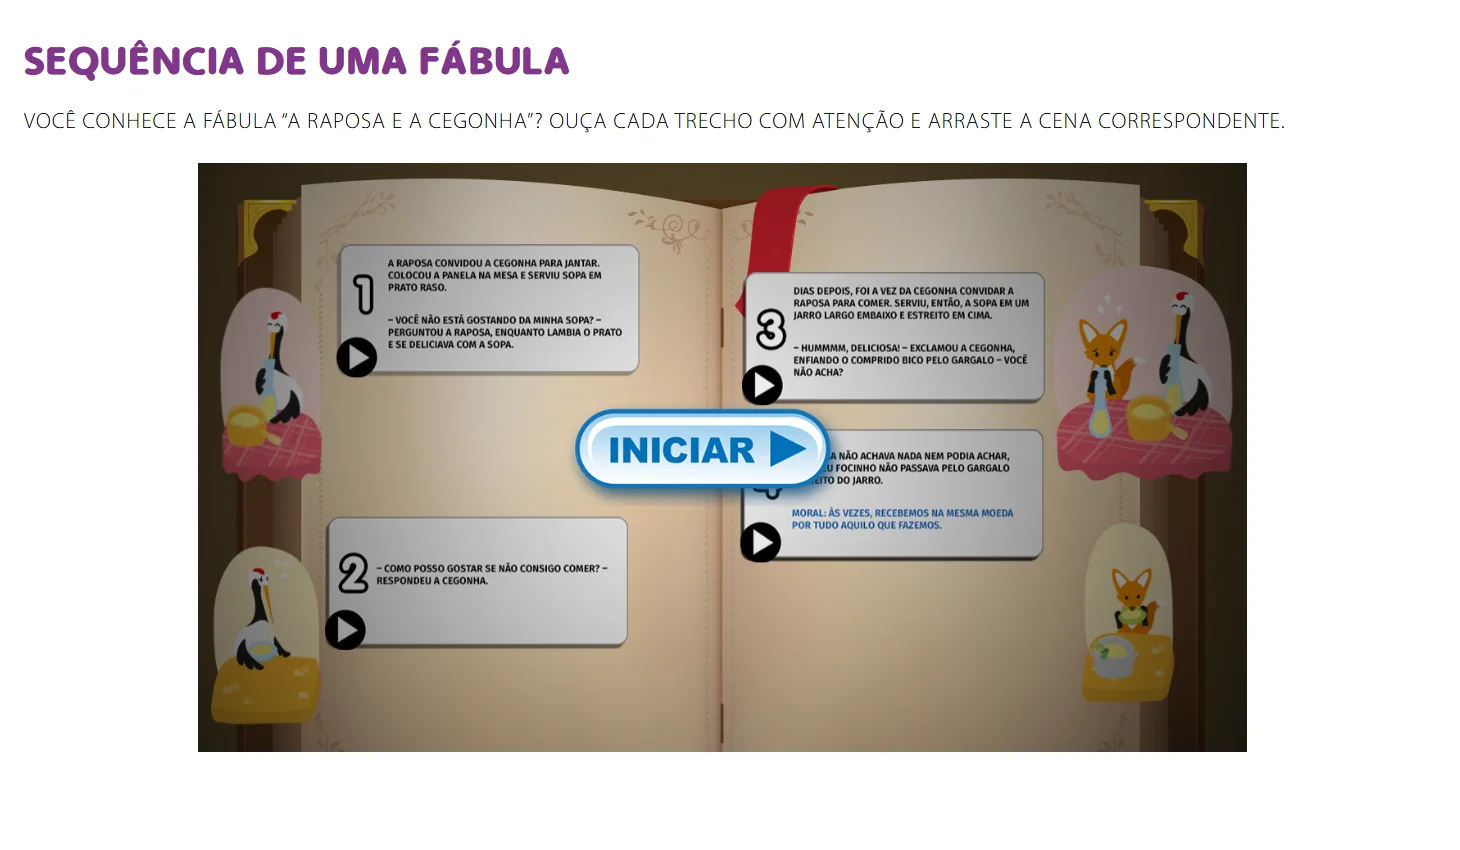 SEQUÊNCIA DE UMA FÁBULA
VOCÊ CONHECE A FÁBULA “A RAPOSA E A CEGONHA”? OUÇA CADA TRECHO COM ATENÇÃO E ARRASTE A CENA CORRESPONDENTE.
1
A RAPOSA CONVIDOU A CEGONHA PARA JANTAR.
COLOCOU A PANELA NA MESA E SERVIU SOPA EM
PRATO RASO.
– VOCÊ NÃO ESTÁ GOSTANDO DA MINHA SOPA? –
PERGUNTOU A RAPOSA, ENQUANTO LAMBIA O PRATO
E SE DELICIAVA COM A SOPA.
2
– COMO POSSO GOSTAR SE NÃO CONSIGO COMER? –
RESPONDEU A CEGONHA.
3
DIAS DEPOIS, FOI A VEZ DA CEGONHA CONVIDAR A
RAPOSA PARA COMER. SERVIU, ENTÃO, A SOPA EM UM
JARRO LARGO EMBAIXO E ESTREITO EM CIMA.
– HUMMMM, DELICIOSA! – EXCLAMOU A CEGONHA,
ENFIANDO O COMPRIDO BICO PELO GARGALO – VOCÊ
NÃO ACHA?
INICIAR
NÃO ACHAVA NADA NEM PODIA ACHAR,
FOCINHO NÃO PASSAVA PELO GARGALO
DO JARRO.
MORAL: ÀS VEZES, RECEBEMOS NA MESMA MOEDA
POR TUDO AQUILO QUE FAZEMOS.